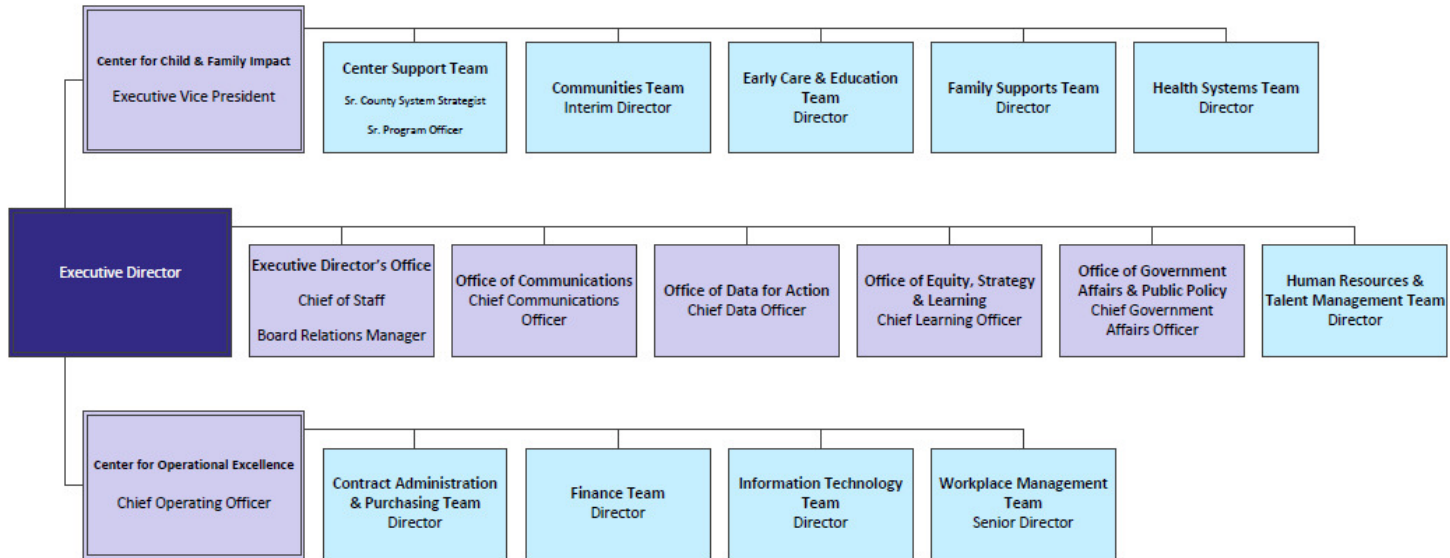 Center for Child & Family Impact
Executive Vice President
Center Support Team
Sr. County System Strategist
Sr. Program Officer
Communities Team
Interim Director
Early Care & Education
Team
Director
Family Supports Team
Director
Health Systems Team
Director
Executive Director
Executive Director's Office
Chief of Staff
Board Relations Manager
Office of Communications
Chief Communications
Officer
Office of Data for Action
Chief Data Officer
Office of Equity, Strategy
& Learning
Chief Learning Officer
Office of Government
Affairs & Public Policy
Chief Government
Affairs Officer
Human Resources &
Talent Management Team
Director
Center for Operational Excellence
Chief Operating Officer
Contract Administration
& Purchasing Team
Director
Finance Team
Director
Information Technology
Team
Director
Workplace Management
Team
Senior Director